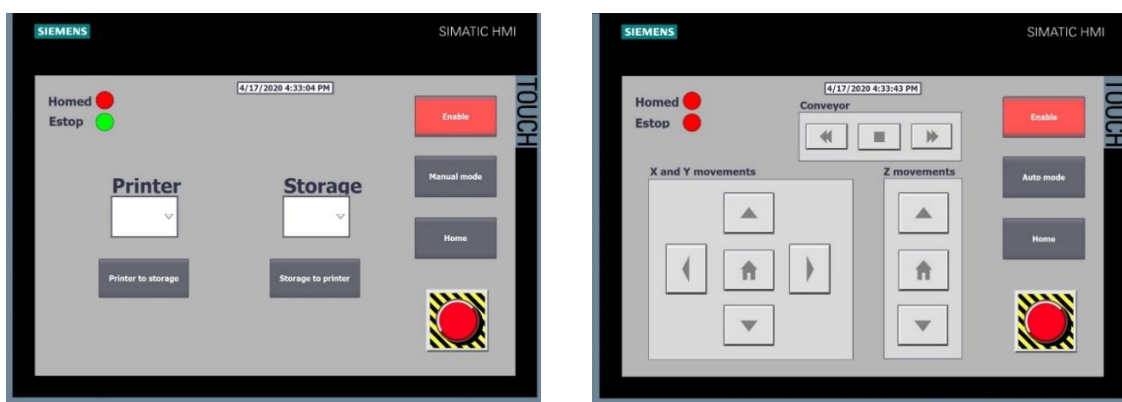 SIEMENS
SIMATIC HMI
TOUCH
4/17/2020 4:33:04 PM
Homed
Estop
Enable
Printer
Storage
Manual mode
Home
Printer to storage
Storage to printer
SIEMENS
SIMATIC HMI
TOUCH
4/17/2020 4:33:43 PM
Homed
Estop
Conveyor
Enable
X and Y movements
Z movements
Auto mode
Home